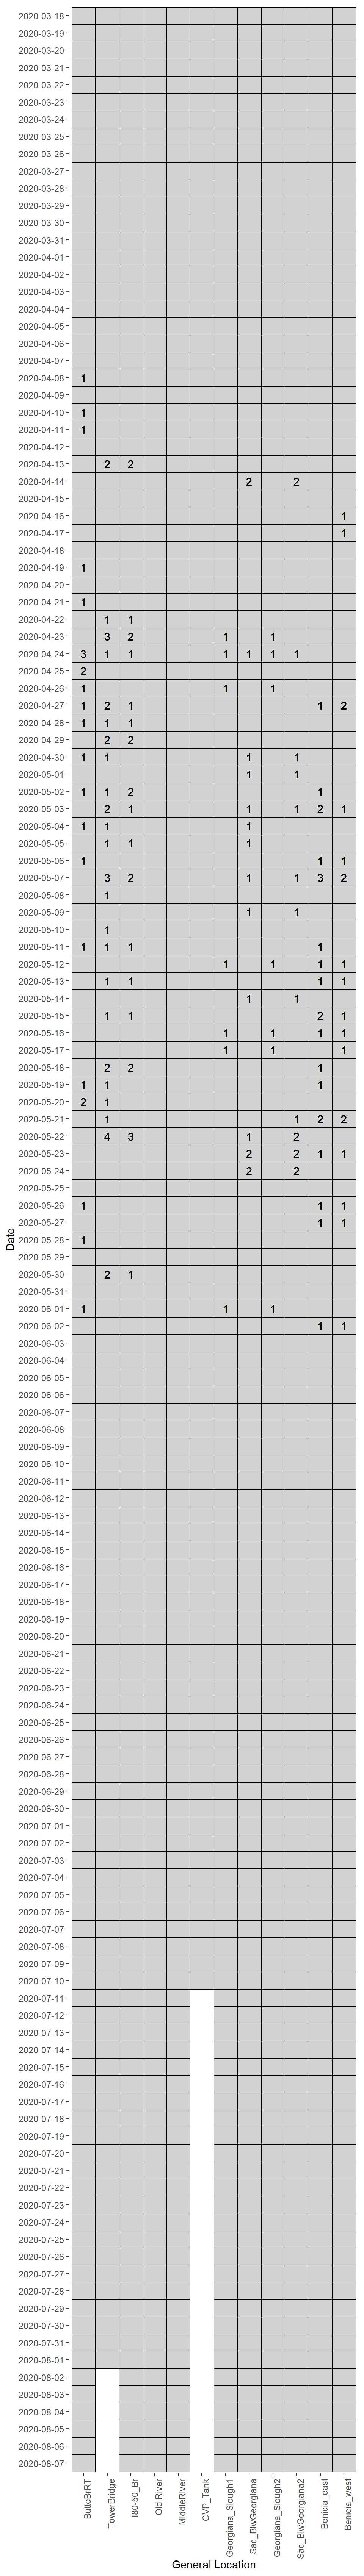 2020-03-18
2020-03-19
2020-03-20
2020-03-21
2020-03-22
2020-03-23
2020-03-24
2020-03-25
2020-03-26
2020-03-27
2020-03-28
2020-03-29
2020-03-30
2020-03-31
2020-04-01
2020-04-02
2020-04-03
2020-04-04
2020-04-05
2020-04-06
2020-04-07
2020-04-08 1
2020-04-09
2020-04-10 1
2020-04-11 1
2020-04-12
2020-04-13 2 2
2020-04-14 2 2
2020-04-15
2020-04-16 1
2020-04-17 1
2020-04-18
2020-04-19 1
2020-04-20
2020-04-21 1
2020-04-22 1 1
2020-04-23 3 2 1 1
2020-04-24 3 1 1 1 1 1 1
2020-04-25 2
2020-04-26 1 1 1
2020-04-27 1 2 1 1 2
2020-04-28 1 1 1
2020-04-29 2 2
2020-04-30 1 1 1 1
2020-05-01 1 1
2020-05-02 1 1 2 1
2020-05-03 2 1 1 1 2 1
2020-05-04 1 1 1
2020-05-05 1 1 1
2020-05-06 1 1 1
2020-05-07 3 2 1 1 3 2
2020-05-08 1
2020-05-09 1 1
2020-05-10 1
2020-05-11 1 1 1 1
2020-05-12 1 1 1 1
2020-05-13 1 1 1 1
2020-05-14 1 1
2020-05-15 1 1 2 1
2020-05-16 1 1 1 1
2020-05-17 1 1 1
2020-05-18 2 2 1
2020-05-19 1 1 1
2020-05-20 2 1
2020-05-21 1 1 2 2
2020-05-22 4 3 1 2
2020-05-23 2 2 1 1
2020-05-24 2 2
2020-05-25
2020-05-26 1 1 1
2020-05-27 1 1
2020-05-28 1
2020-05-29
2020-05-30 2 1
2020-05-31
2020-06-01 1 1 1
2020-06-02 1 1
2020-06-03
2020-06-04
2020-06-05
2020-06-06
2020-06-07
2020-06-08
2020-06-09
2020-06-10
2020-06-11
2020-06-12
2020-06-13
2020-06-14
2020-06-15
2020-06-16
2020-06-17
2020-06-18
2020-06-19
2020-06-20
2020-06-21
2020-06-22
2020-06-23
2020-06-24
2020-06-25
2020-06-26
2020-06-27
2020-06-28
2020-06-29
2020-06-30
2020-07-01
2020-07-02
2020-07-03
2020-07-04
2020-07-05
2020-07-06
2020-07-07
2020-07-08
2020-07-09
2020-07-10
2020-07-11
2020-07-12
2020-07-13
2020-07-14
2020-07-15
2020-07-16
2020-07-17
2020-07-18
2020-07-19
2020-07-20
2020-07-21
2020-07-22
2020-07-23
2020-07-24
2020-07-25
2020-07-26
2020-07-27
2020-07-28
2020-07-29
2020-07-30
2020-07-31
2020-08-01
2020-08-02
2020-08-03
2020-08-04
2020-08-05
2020-08-06
2020-08-07
Date
ButteBrRT
TowerBridge
I80-50_Br
Old River
MiddleRiver
CVP_Tank
Georgiana_Slough1
Sac_BlwGeorgiana
Georgiana_Slough2
Sac_BlwGeorgiana2
Benicia_east
Benicia_west
General Location